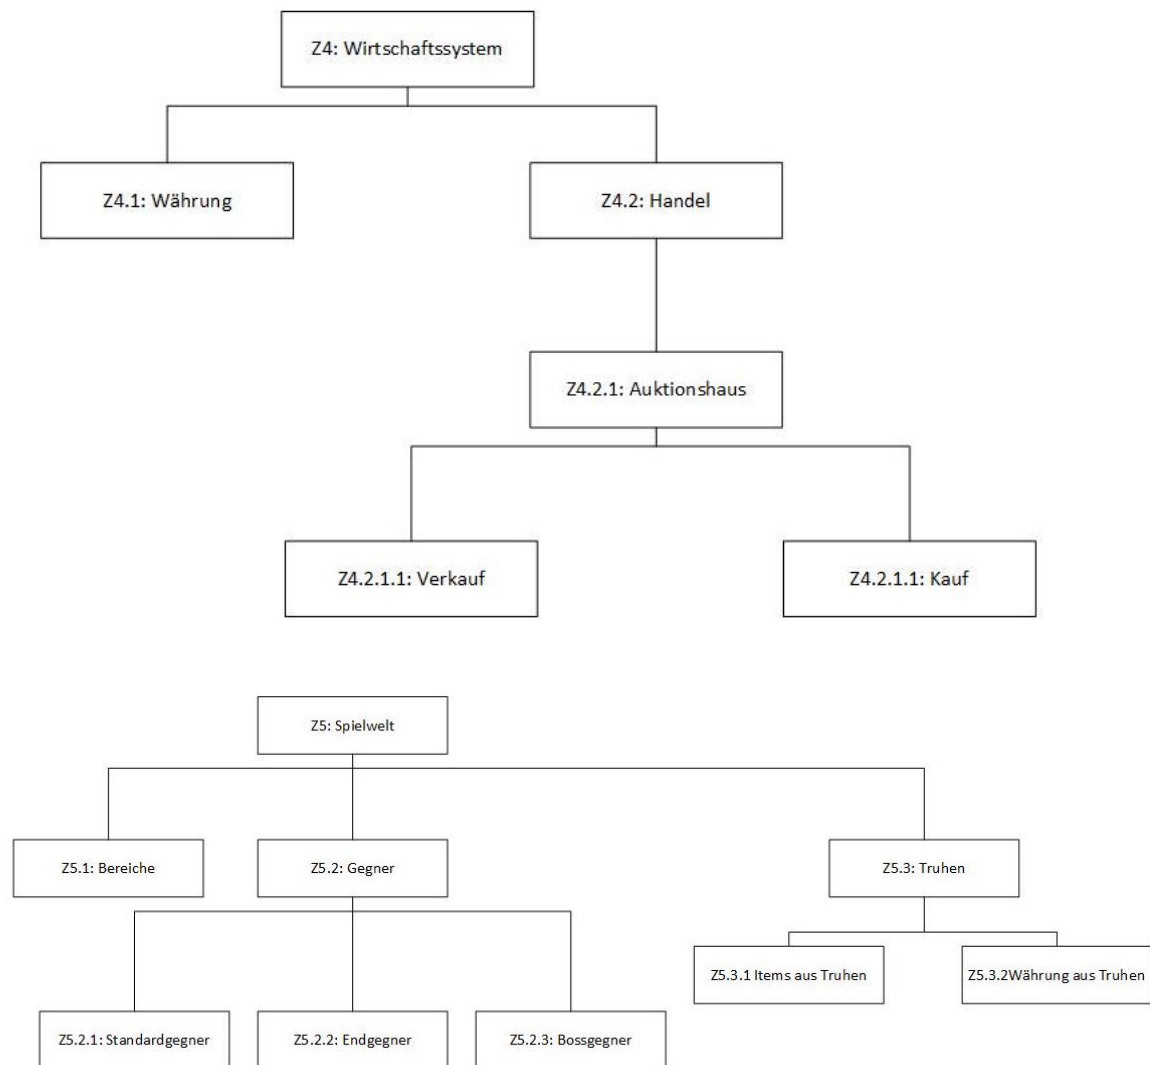 Z4: Wirtschaftssystem
Z4.1: Währung
Z4.2: Handel
Z4.2.1: Auktionshaus
Z4.2.1.1: Verkauf
Z4.2.1.1: Kauf
Z5: Spielwelt
Z5.1: Bereiche
Z5.2: Gegner
Z5.3: Truhen
Z5.3.1 Items aus Truhen
Z5.3.2Währung aus Truhen
Z5.2.1: Standardgegner
Z5.2.2: Endgegner
Z5.2.3: Bossgegner